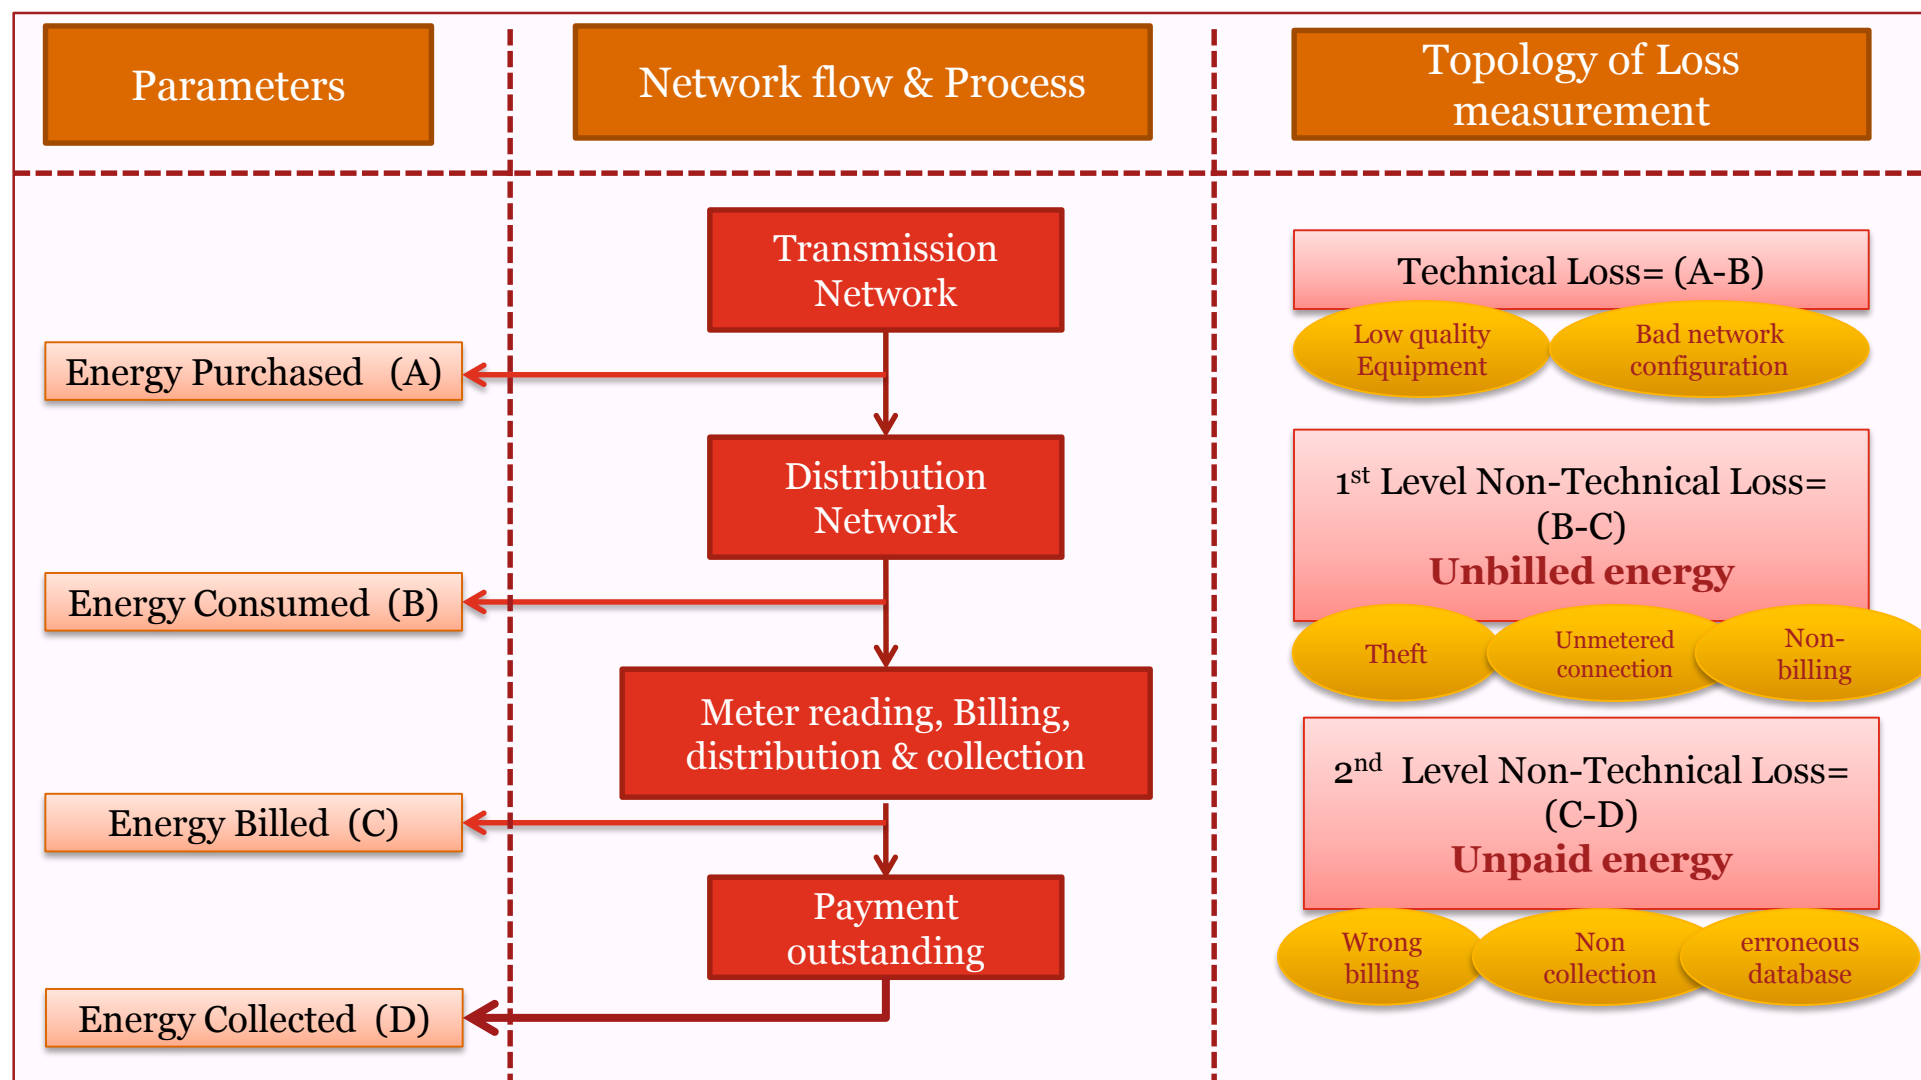 Parameters
Network flow & Process
Topology of Loss
measurement
Transmission
Network
Energy Purchased (A)
Distribution
Network
Energy Consumed (B)
Meter reading, Billing,
distribution & collection
Energy Billed (C)
Payment
outstanding
Energy Collected (D)
Technical Loss= (A-B)
Low quality
Equipment
Bad network
configuration
1st Level Non-Technical Loss=
(B-C)
Unbilled energy
Theft
Unmetered
connection
Non-
billing
2nd Level Non-Technical Loss=
(C-D)
Unpaid energy
Wrong
billing
Non
collection
erroneous
database